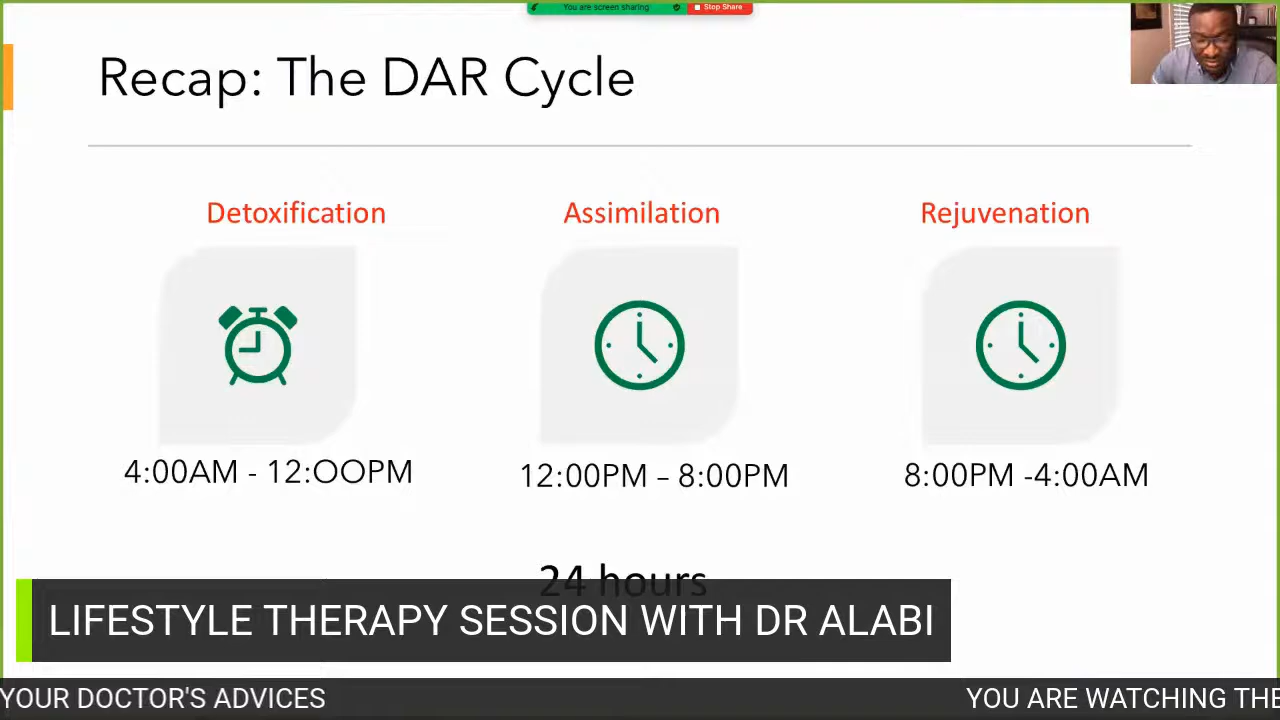 You are screen sharing
Stop Share
Recap: The DAR Cycle
Detoxification
Assimilation
Rejuvenation
4:00AM - 12:OOPM
12:00PM – 8:00PM
8:00PM -4:00AM
24 hours
LIFESTYLE THERAPY SESSION WITH DR ALABI
YOUR DOCTOR'S ADVICES
YOU ARE WATCHING THE